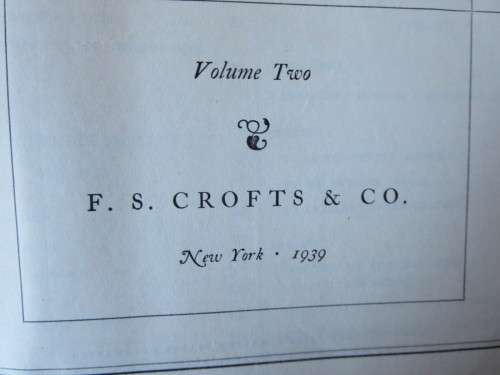 Volume Two
F. S. CROFTS & CO.
New York · 1939